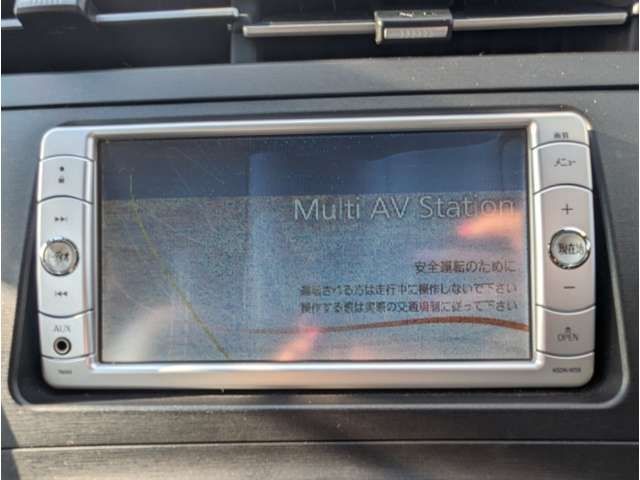 画質
メニュー
Multi AV Station
現在地
安全運転のために
運転される方は走行中に操作しないで下さい
操作する際は実際の交通規制に従って下さい
AUX
OPEN